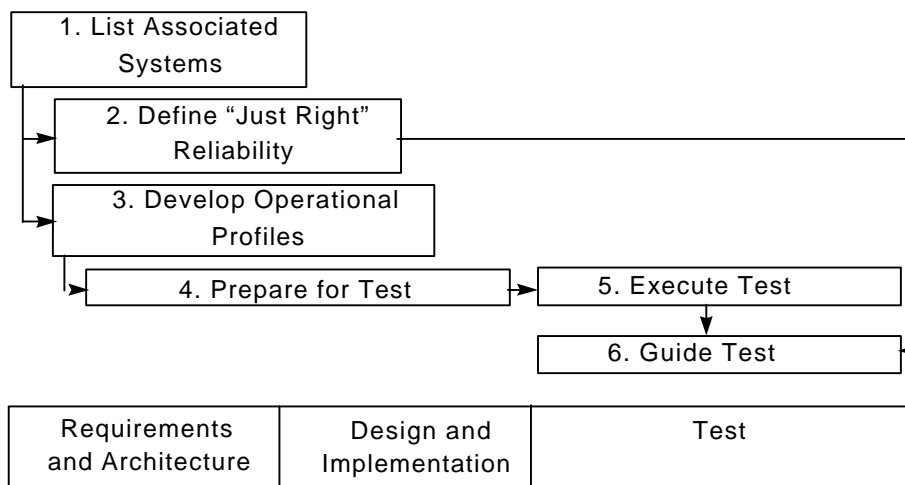 1. List Associated
Systems
2. Define “Just Right”
Reliability
3. Develop Operational
Profiles
4. Prepare for Test
5. Execute Test
6. Guide Test
Requirements
and Architecture
Design and
Implementation
Test